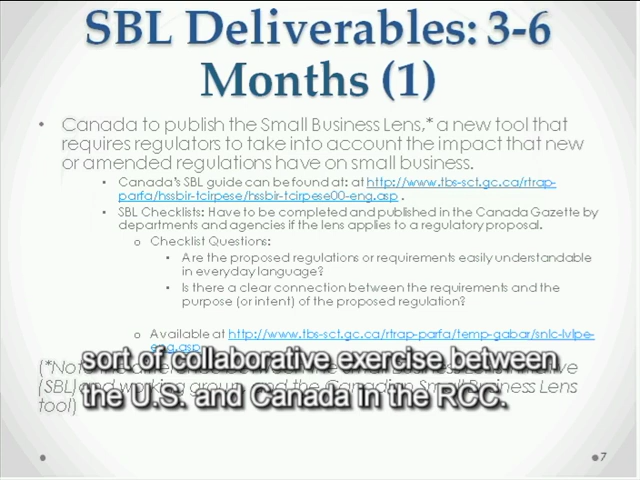 SBL Deliverables: 3-6
Months (1)
• Canada to publish the Small Business Lens,* a new tool that
requires regulators to take into account the impact that new
or amended regulations have on small business.
• Canada's SBL guide can be found at: at http://www.tbs-sct.gc.ca/rtrap-
parfa/hssbir-tcirpese/hssbir-tcirpese00-eng.asp .
• SBL Checklists: Have to be completed and published in the Canada Gazette by
departments and agencies if the lens applies to a regulatory proposal.
o Checklist Questions:
• Are the proposed regulations or requirements easily understandable
in everyday language?
• Is there a clear connection between the requirements and the
purpose (or intent) of the proposed regulation?
o Available at http://www.tbs-sct.gc.ca/rtrap-parfa/temp-gabar/snlc-lvlpe-
eng.asp
(*Note
(SBL) and working group and the Canadian Small Business Lens
tool)
sort of collaborative exercise between
the U.S. and Canada in the RCC.
7